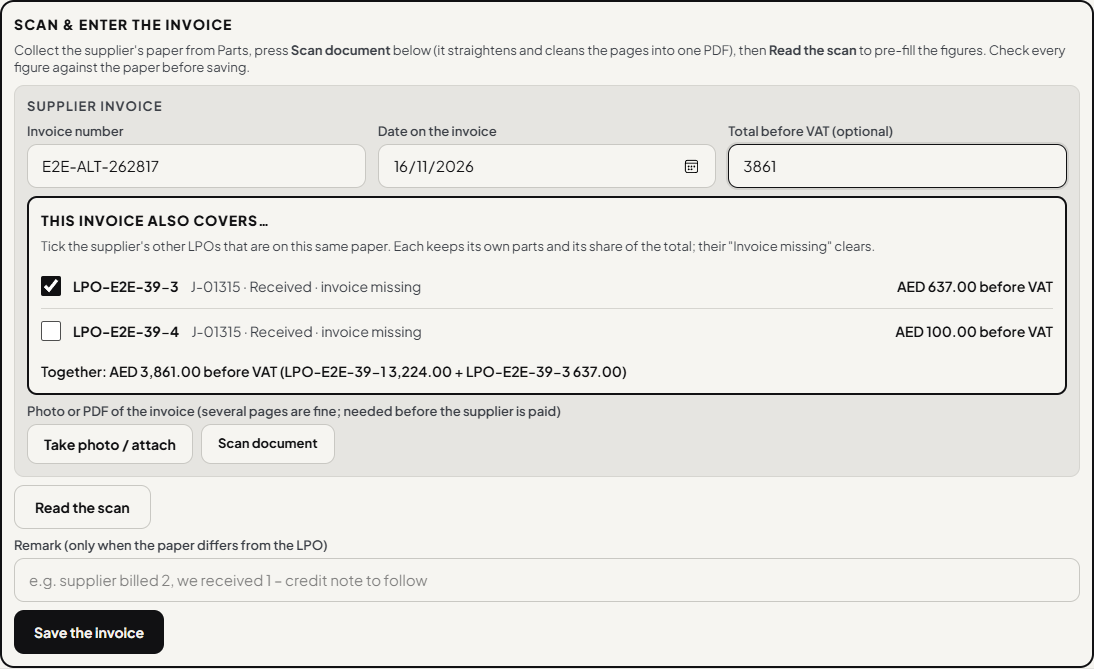 SCAN & ENTER THE INVOICE
Collect the supplier's paper from Parts, press Scan document below (it straightens and cleans the pages into one PDF), then Read the scan to pre-fill the figures. Check every
figure against the paper before saving.
SUPPLIER INVOICE
Invoice number
Date on the invoice
Total before VAT (optional)
E2E-ALT-262817
16/11/2026
3861
THIS INVOICE ALSO COVERS…
Tick the supplier's other LPOs that are on this same paper. Each keeps its own parts and its share of the total; their "Invoice missing" clears.
LPO-E2E-39-3 J-01315 · Received · invoice missing AED 637.00 before VAT
LPO-E2E-39-4 J-01315 · Received · invoice missing AED 100.00 before VAT
Together: AED 3,861.00 before VAT (LPO-E2E-39-1 3,224.00 + LPO-E2E-39-3 637.00)
Photo or PDF of the invoice (several pages are fine; needed before the supplier is paid)
Take photo / attach
Scan document
Read the scan
Remark (only when the paper differs from the LPO)
e.g. supplier billed 2, we received 1 – credit note to follow
Save the invoice